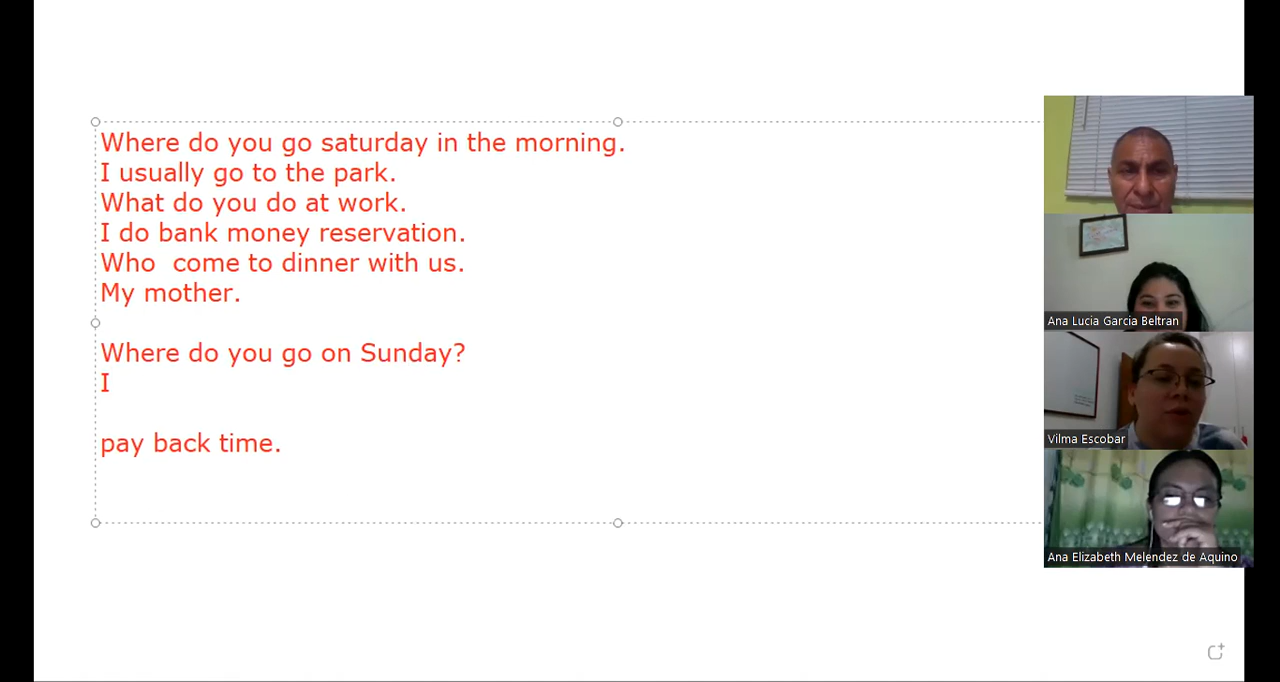 Where do you go saturday in the morning.
I usually go to the park.
What do you do at work.
I do bank money reservation.
Who  come to dinner with us.
My mother.
Where do you go on Sunday?
I
pay back time.
Ana Lucia Garcia Beltran
Vilma Escobar
Ana Elizabeth Melendez de Aquino